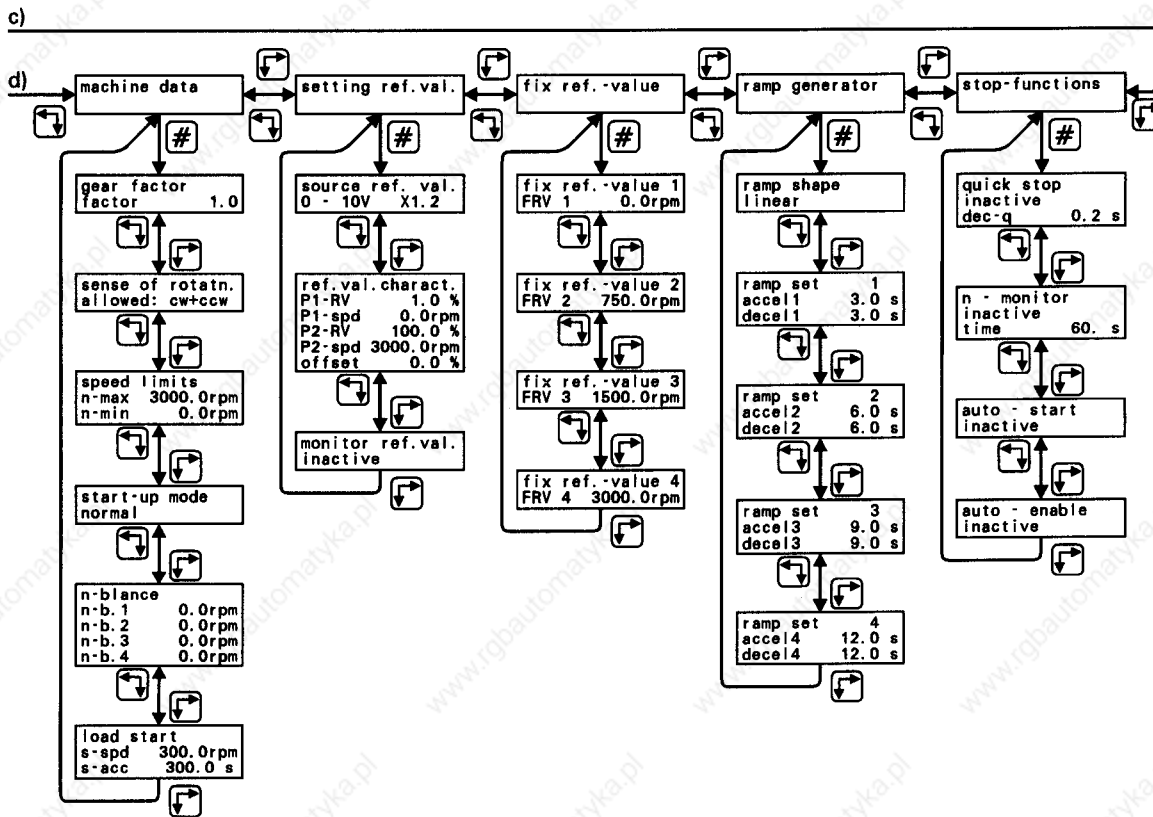 c)
d)
machine data
setting ref.val.
fix ref.-value
ramp generator
stop-functions
#
#
#
#
#
gear factor
factor 1.0
sense of rotatn.
allowed: cw+ccw
speed limits
n-max 3000.0rpm
n-min 0.0rpm
start-up mode
normal
n-blance
n-b.1 0.0rpm
n-b.2 0.0rpm
n-b.3 0.0rpm
n-b.4 0.0rpm
load start
s-spd 300.0rpm
s-acc 300.0 s
source ref. val.
0 - 10V X1.2
ref.val.charact.
P1-RV 1.0 %
P1-spd 0.0rpm
P2-RV 100.0 %
P2-spd 3000.0rpm
offset 0.0 %
monitor ref.val.
inactive
fix ref.-value 1
FRV 1 0.0rpm
fix ref.-value 2
FRV 2 750.0rpm
fix ref.-value 3
FRV 3 1500.0rpm
fix ref.-value 4
FRV 4 3000.0rpm
ramp shape
linear
ramp set 1
accel1 3.0 s
decel1 3.0 s
ramp set 2
accel2 6.0 s
decel2 6.0 s
ramp set 3
accel3 9.0 s
decel3 9.0 s
ramp set 4
accel4 12.0 s
decel4 12.0 s
quick stop
inactive
dec-q 0.2 s
n - monitor
inactive
time 60. s
auto - start
inactive
auto - enable
inactive
www.rgbautomatyka.pl